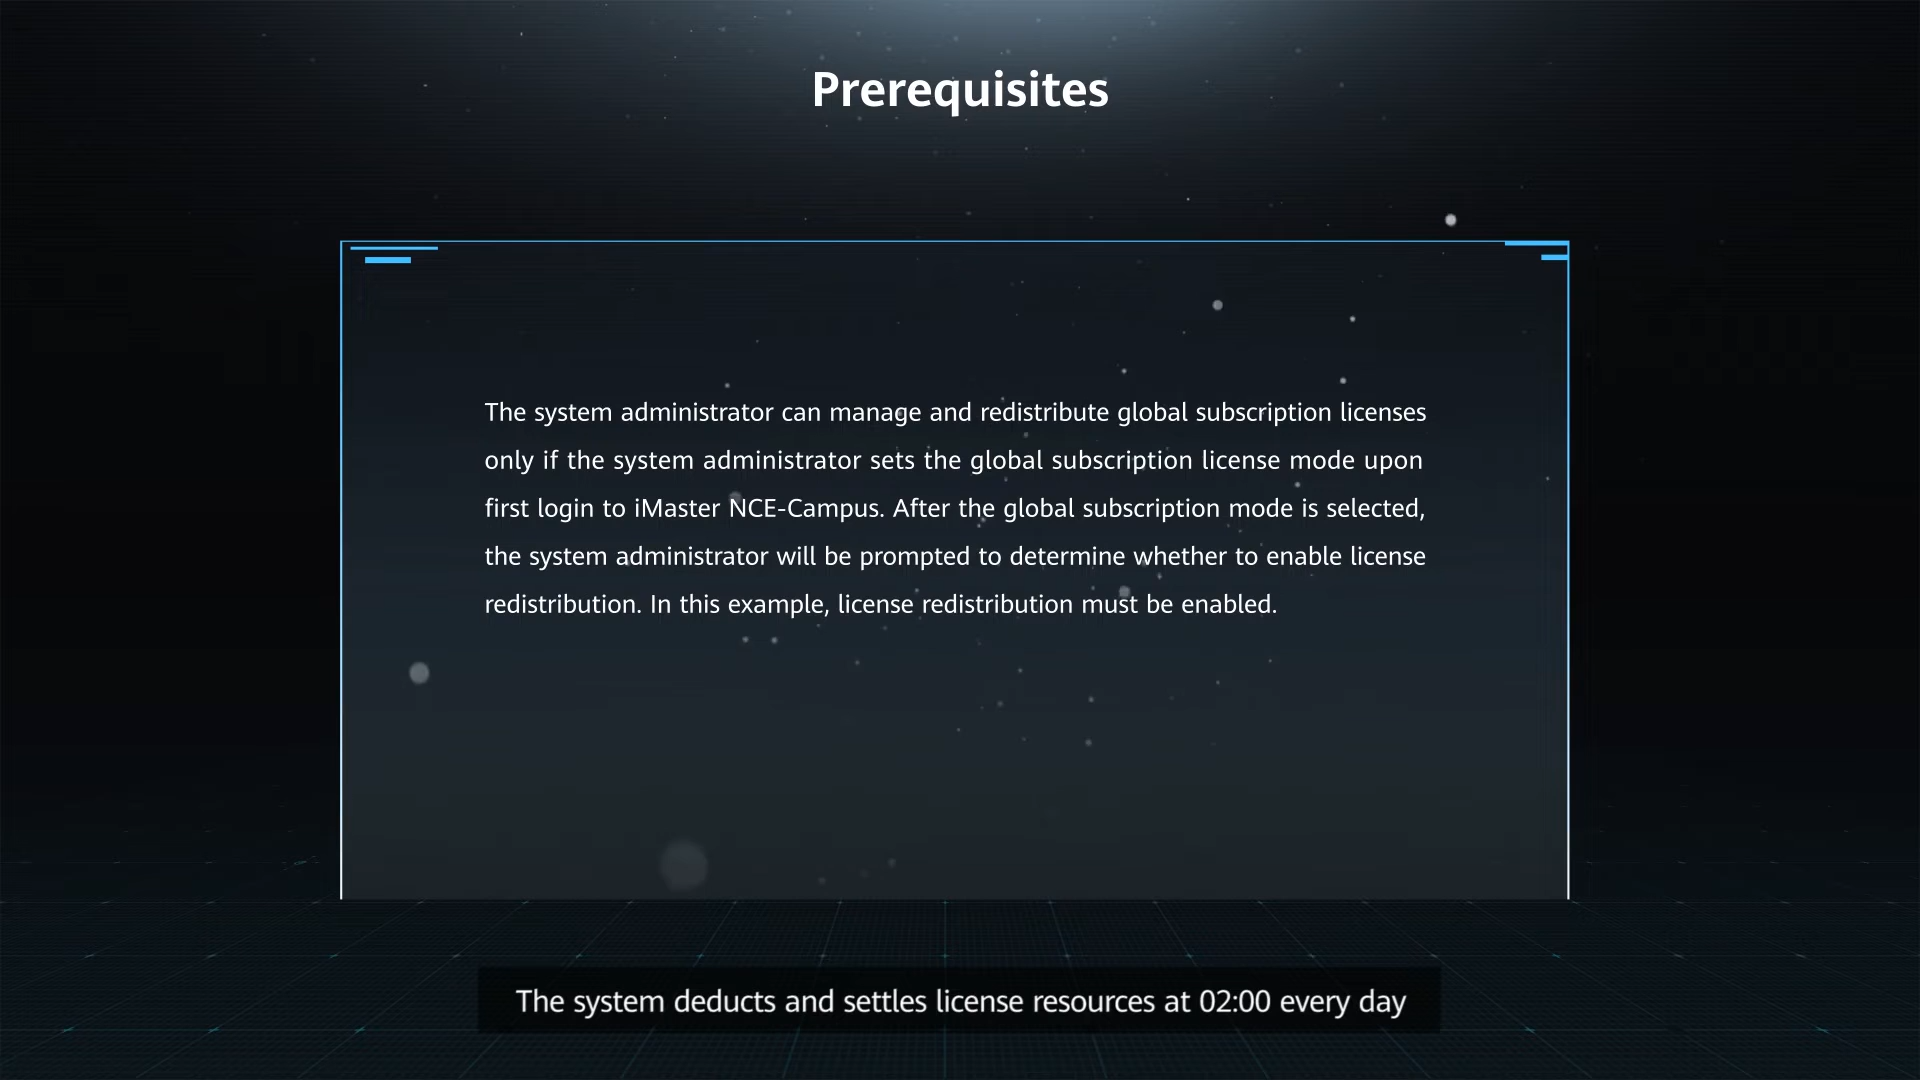 Prerequisites
The system administrator can manage and redistribute global subscription licenses
only if the system administrator sets the global subscription license mode upon
first login to iMaster NCE-Campus. After the global subscription mode is selected,
the system administrator will be prompted to determine whether to enable license
redistribution. In this example, license redistribution must be enabled.
The system deducts and settles license resources at 02:00 every day